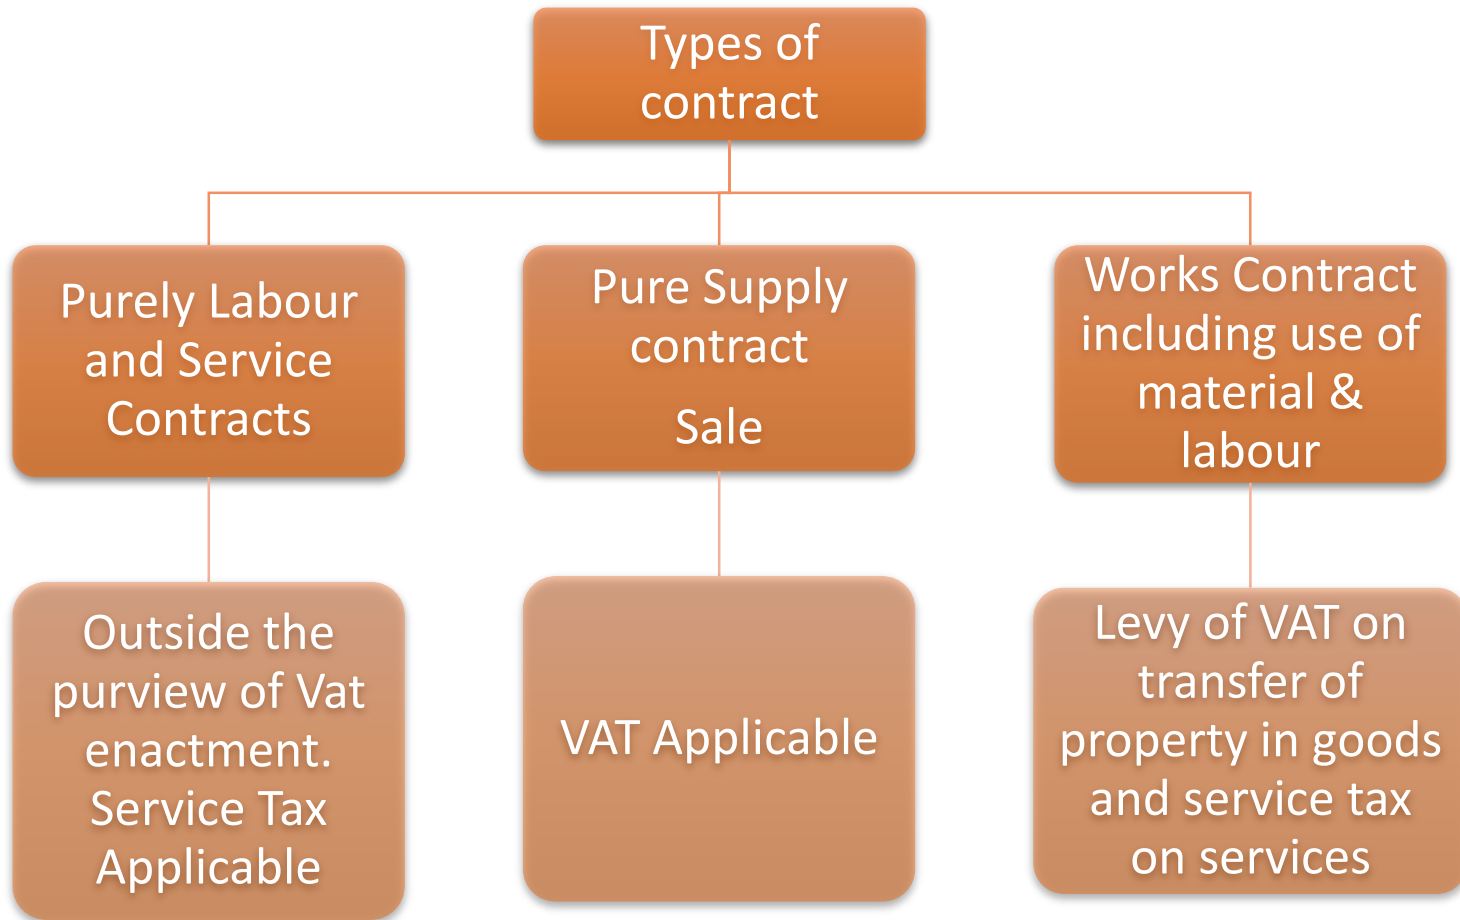 Types of
contract
Purely Labour
and Service
Contracts
Pure Supply
contract
Sale
Works Contract
including use of
material &
labour
Outside the
purview of Vat
enactment.
Service Tax
Applicable
VAT Applicable
Levy of VAT on
transfer of
property in goods
and service tax
on services